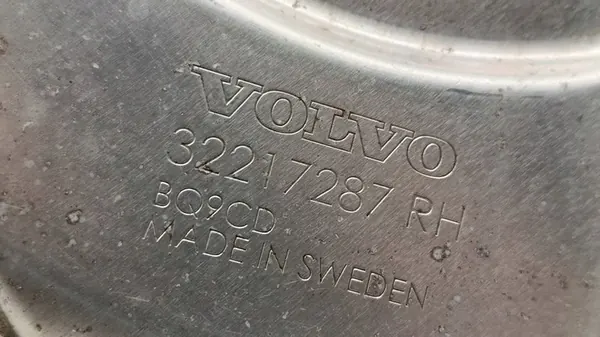 VOLVO
32217287 RH
BQ9CD
MADE IN SWEDEN